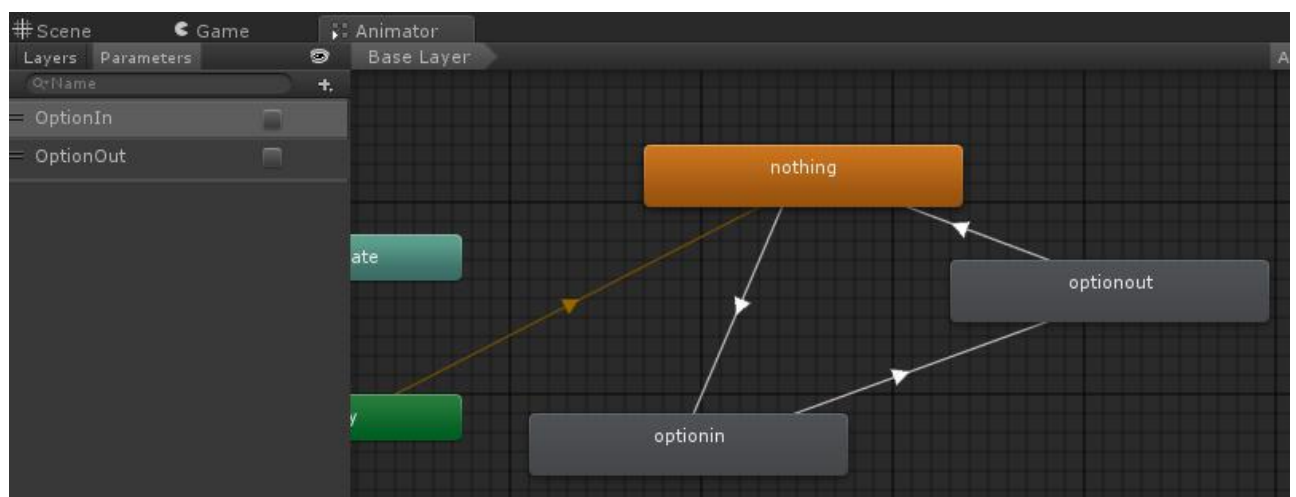 Scene Game Animator
Layers Parameters Base Layer A
Name
OptionIn
OptionOut
nothing
ate
optionout
y
optionin